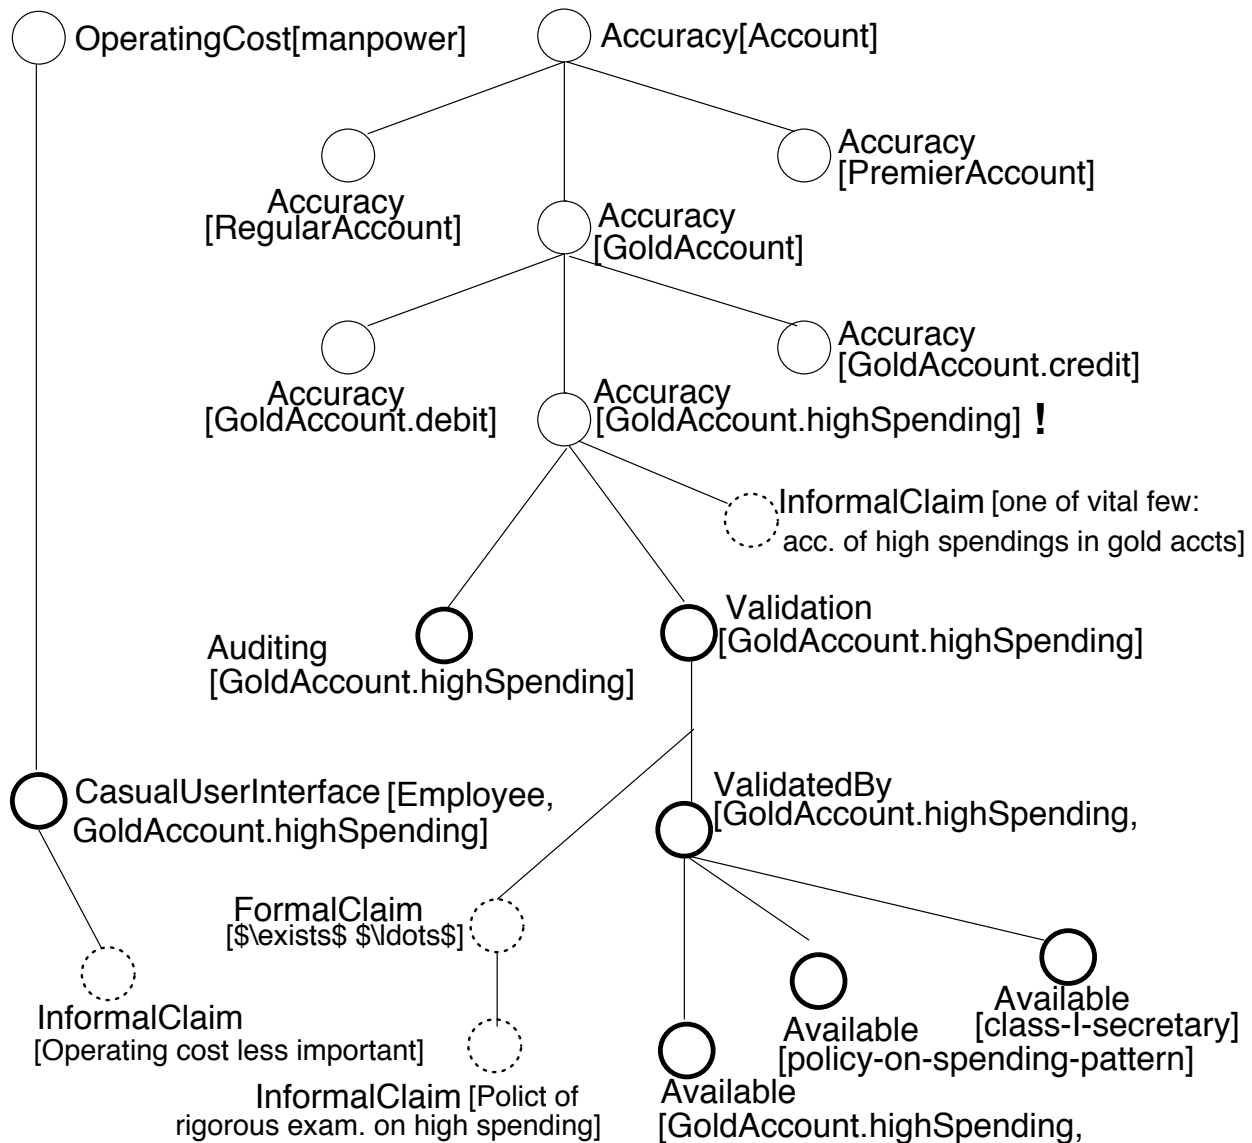 OperatingCost[manpower]
Accuracy[Account]
Accuracy
[PremierAccount]
Accuracy
[RegularAccount]
Accuracy
[GoldAccount]
Accuracy
[GoldAccount.credit]
Accuracy
[GoldAccount.debit]
Accuracy
[GoldAccount.highSpending] !
InformalClaim [one of vital few:
acc. of high spendings in gold accts]
Auditing
[GoldAccount.highSpending]
Validation
[GoldAccount.highSpending]
CasualUserInterface [Employee,
GoldAccount.highSpending]
ValidatedBy
[GoldAccount.highSpending,
FormalClaim
[$\exists$ $\ldots$]
InformalClaim
[Operating cost less important]
Available
[class-I-secretary]
Available
[policy-on-spending-pattern]
InformalClaim [Polict of
rigorous exam. on high spending]
Available
[GoldAccount.highSpending,